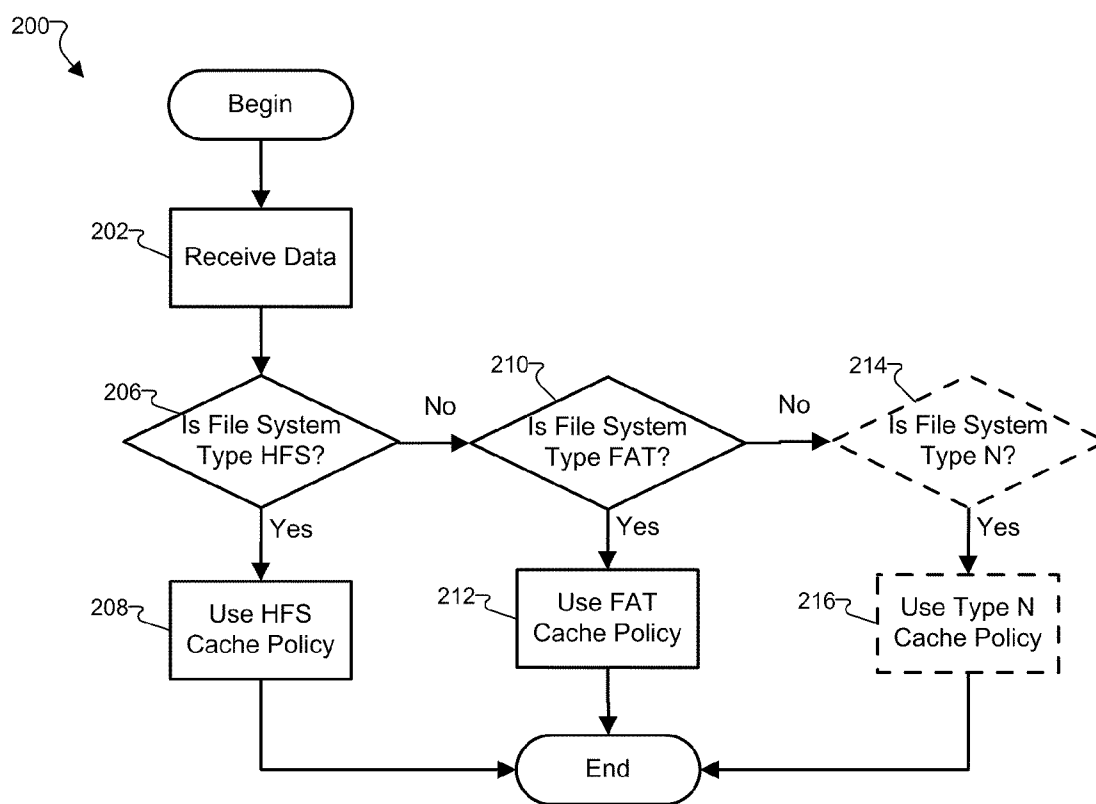 200
Begin
202
Receive Data
206
Is File System
Type HFS?
No
210
Is File System
Type FAT?
No
214
Is File System
Type N?
Yes
Yes
Yes
208
Use HFS
Cache Policy
212
Use FAT
Cache Policy
216
Use Type N
Cache Policy
End